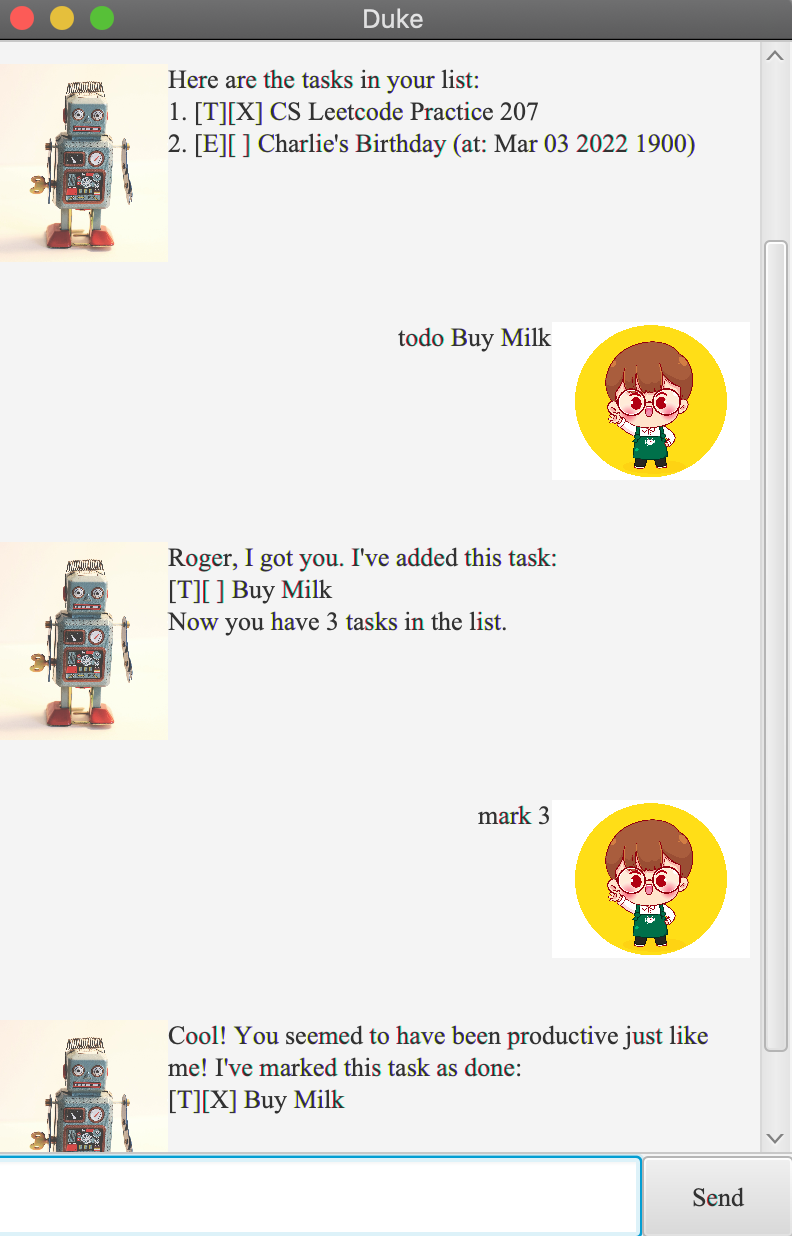 Duke
Here are the tasks in your list:
1. [T][X] CS Leetcode Practice 207
2. [E][ ] Charlie's Birthday (at: Mar 03 2022 1900)
todo Buy Milk
Roger, I got you. I've added this task:
[T][ ] Buy Milk
Now you have 3 tasks in the list.
mark 3
Cool! You seemed to have been productive just like
me! I've marked this task as done:
[T][X] Buy Milk
Send